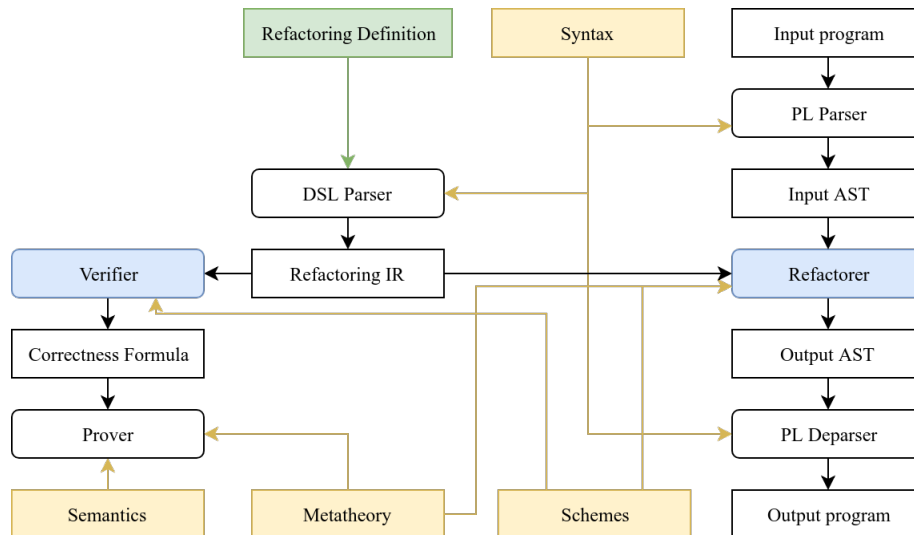 Refactoring Definition
Syntax
Input program
PL Parser
DSL Parser
Input AST
Verifier
Refactoring IR
Refactorer
Correctness Formula
Output AST
Prover
PL Deparser
Semantics
Metatheory
Schemes
Output program